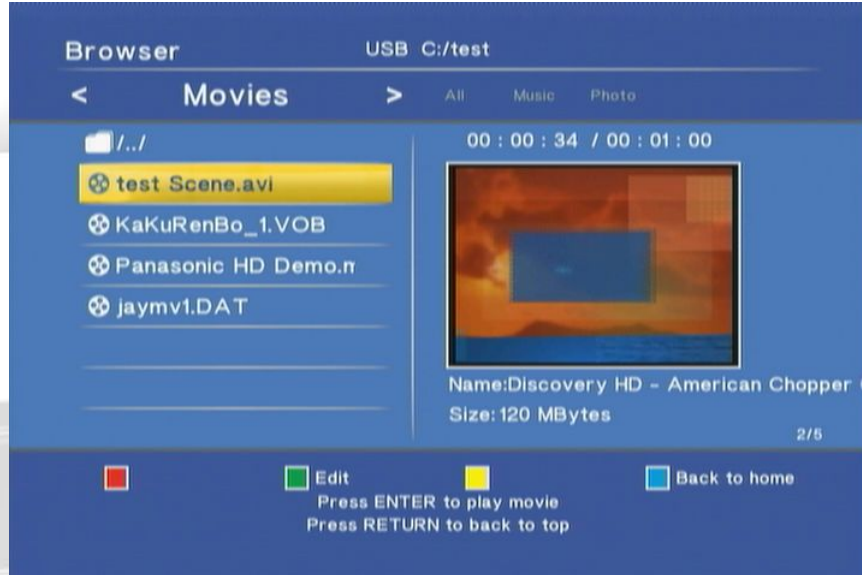 Browser USB C:/test
< Movies > All Music Photo
/../
00 : 00 : 34 / 00 : 01 : 00
test Scene.avi
KaKuRenBo_1.VOB
Panasonic HD Demo.m
jaymv1.DAT
Name:Discovery HD - American Chopper
Size:120 MBytes
2/5
Edit Back to home
Press ENTER to play movie
Press RETURN to back to top